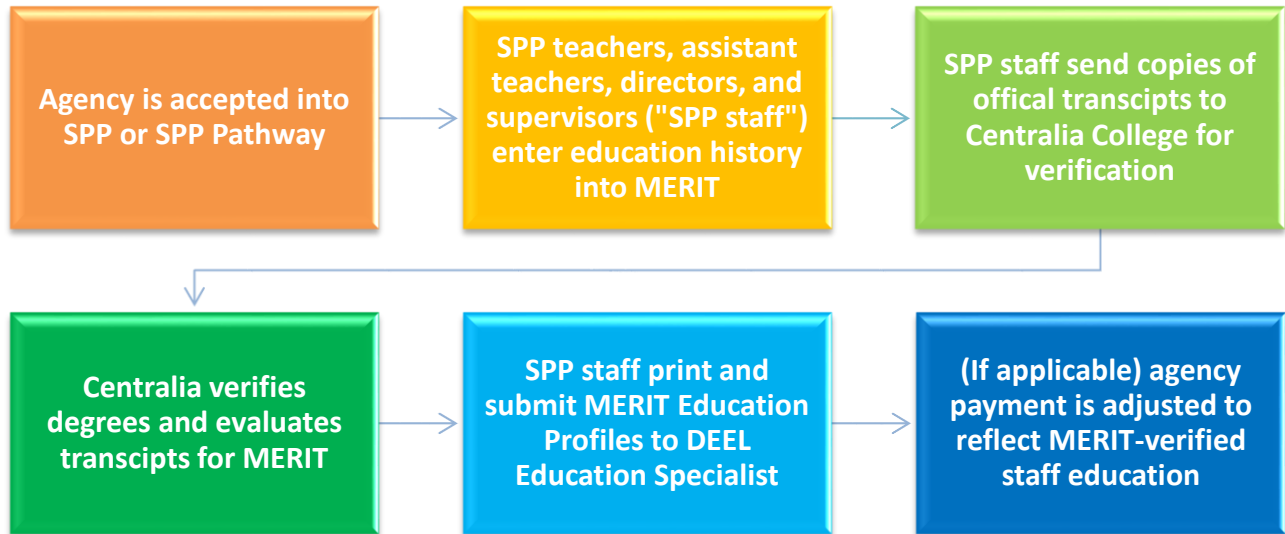 Agency is accepted into
SPP or SPP Pathway
SPP teachers, assistant
teachers, directors, and
supervisors ("SPP staff")
enter education history
into MERIT
SPP staff send copies of
offical transcipts to
Centralia College for
verification
Centralia verifies
degrees and evaluates
transcipts for MERIT
SPP staff print and
submit MERIT Education
Profiles to DEEL
Education Specialist
(If applicable) agency
payment is adjusted to
reflect MERIT-verified
staff education